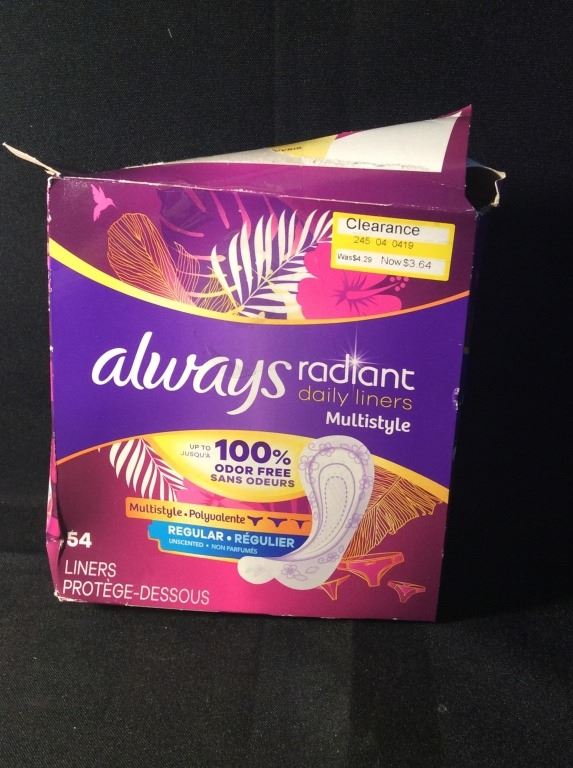 Clearance
245 04 0419
Was$4.29 Now $3.64
always radiant
daily liners
Multistyle
UP TO
JUSQU'À
100%
ODOR FREE
SANS ODEURS
Multistyle • Polyvalente
REGULAR • RÉGULIER
UNSCENTED • NON PARFUMÉS
54
LINERS
PROTÈGE-DESSOUS